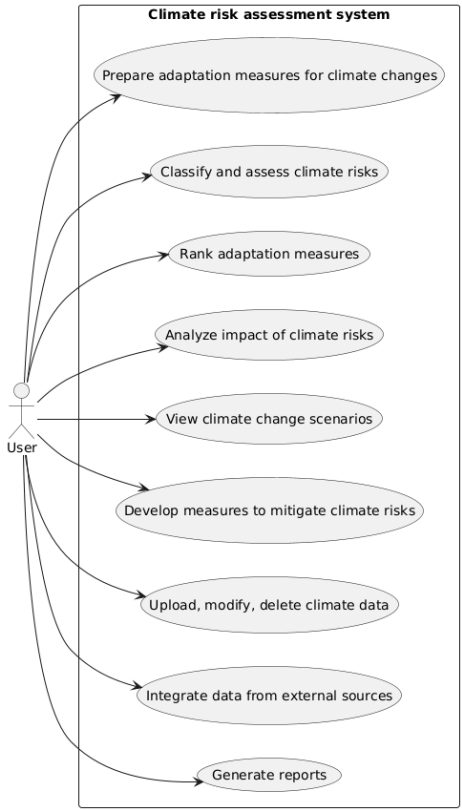 Climate risk assessment system
Prepare adaptation measures for climate changes
Classify and assess climate risks
Rank adaptation measures
Analyze impact of climate risks
View climate change scenarios
User
Develop measures to mitigate climate risks
Upload, modify, delete climate data
Integrate data from external sources
Generate reports